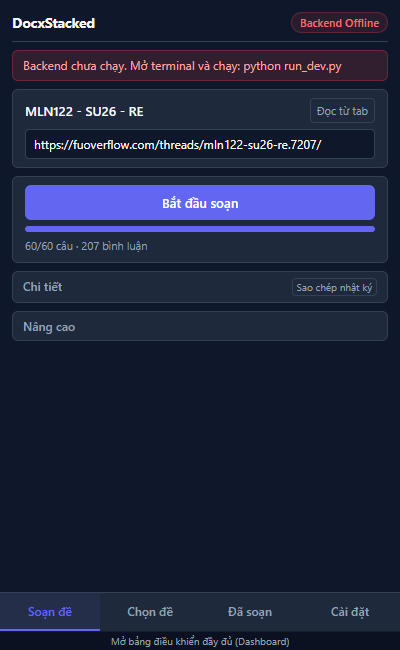 DocxStacked
Backend Offline
Backend chưa chạy. Mở terminal và chạy: python run_dev.py
MLN122 - SU26 - RE
Đọc từ tab
https://fuoverflow.com/threads/mln122-su26-re.7207/
Bắt đầu soạn
60/60 câu · 207 bình luận
Chi tiết
Sao chép nhật ký
Nâng cao
Soạn đề
Chọn đề
Đã soạn
Cài đặt
Mở bảng điều khiển đầy đủ (Dashboard)